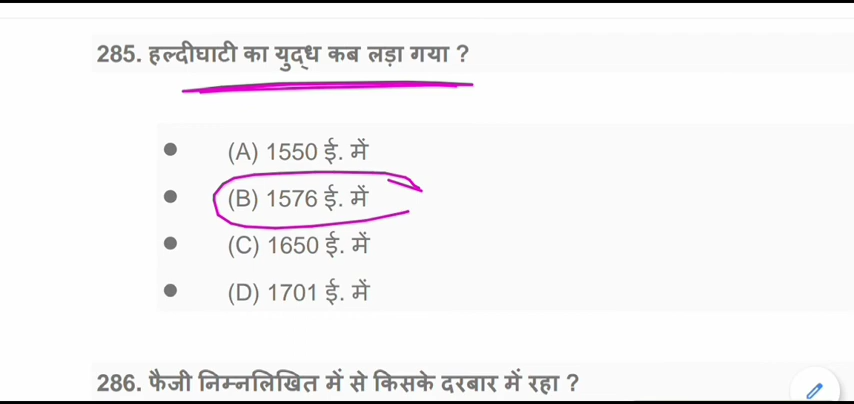 285. हल्दीघाटी का युद्ध कब लड़ा गया ?
(A) 1550 ई. में
(B) 1576 ई. में
(C) 1650 ई. में
(D) 1701 ई. में
286. फैजी निम्नलिखित में से किसके दरबार में रहा ?